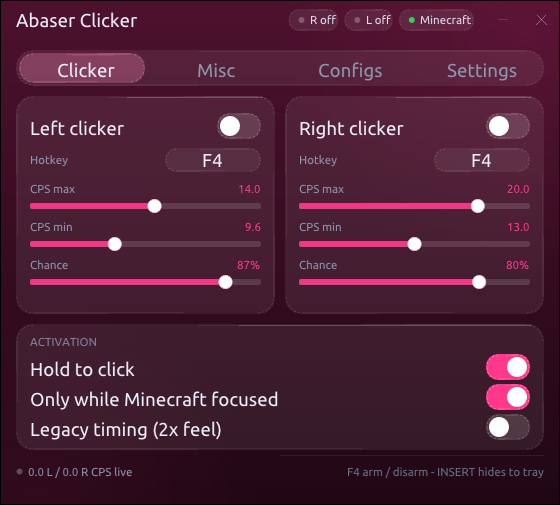 Abaser Clicker
R off
L off
Minecraft
Clicker
Misc
Configs
Settings
Left clicker
Hotkey
F4
CPS max
14.0
CPS min
9.6
Chance
87%
Right clicker
Hotkey
F4
CPS max
20.0
CPS min
13.0
Chance
80%
ACTIVATION
Hold to click
Only while Minecraft focused
Legacy timing (2x feel)
0.0 L / 0.0 R CPS live
F4 arm / disarm - INSERT hides to tray